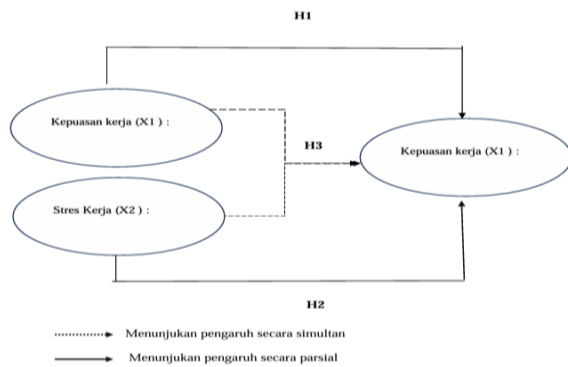 H1
Kepuasan kerja (X1 ) :
H3
Kepuasan kerja (X1 ) :
Stres Kerja (X2 ) :
H2
Menunjukan pengaruh secara simultan
Menunjukan pengaruh secara parsial